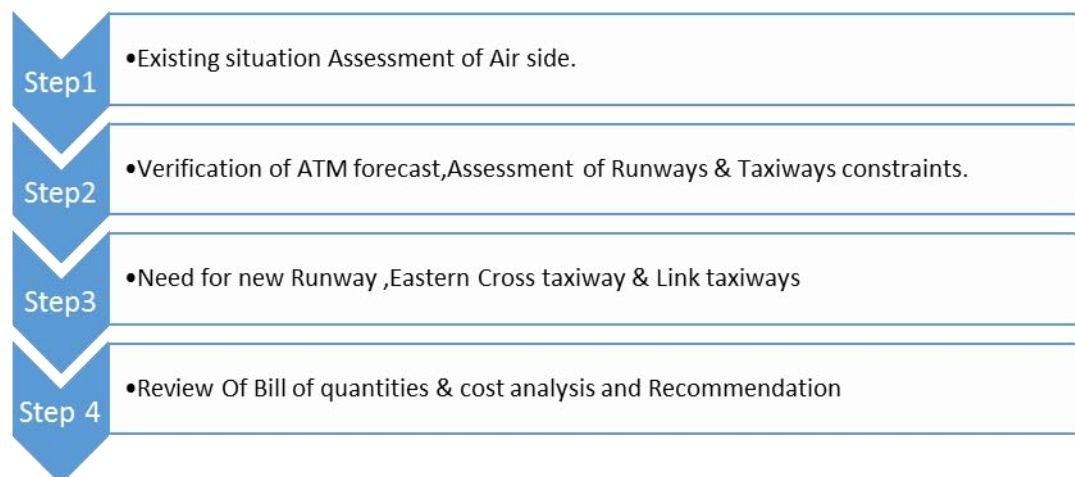 Step1
•Existing situation Assessment of Air side.
Step2
•Verification of ATM forecast,Assessment of Runways & Taxiways constraints.
Step3
•Need for new Runway ,Eastern Cross taxiway & Link taxiways
Step 4
•Review Of Bill of quantities & cost analysis and Recommendation